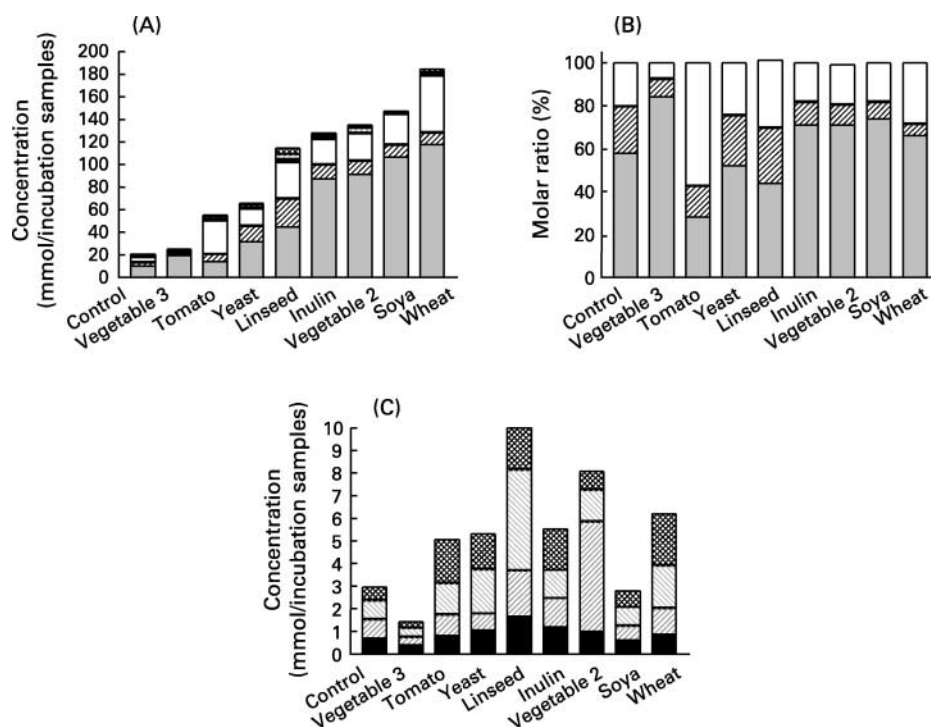 (A)
Concentration
(mmol/incubation samples)
200
180
160
140
120
100
80
60
40
20
0
Control
Vegetable 3
Tomato
Yeast
Linseed
Inulin
Vegetable 2
Soya
Wheat
(B)
Molar ratio (%)
100
80
60
40
20
0
Control
Vegetable 3
Tomato
Yeast
Linseed
Inulin
Vegetable 2
Soya
Wheat
(C)
Concentration
(mmol/incubation samples)
10
9
8
7
6
5
4
3
2
1
0
Control
Vegetable 3
Tomato
Yeast
Linseed
Inulin
Vegetable 2
Soya
Wheat